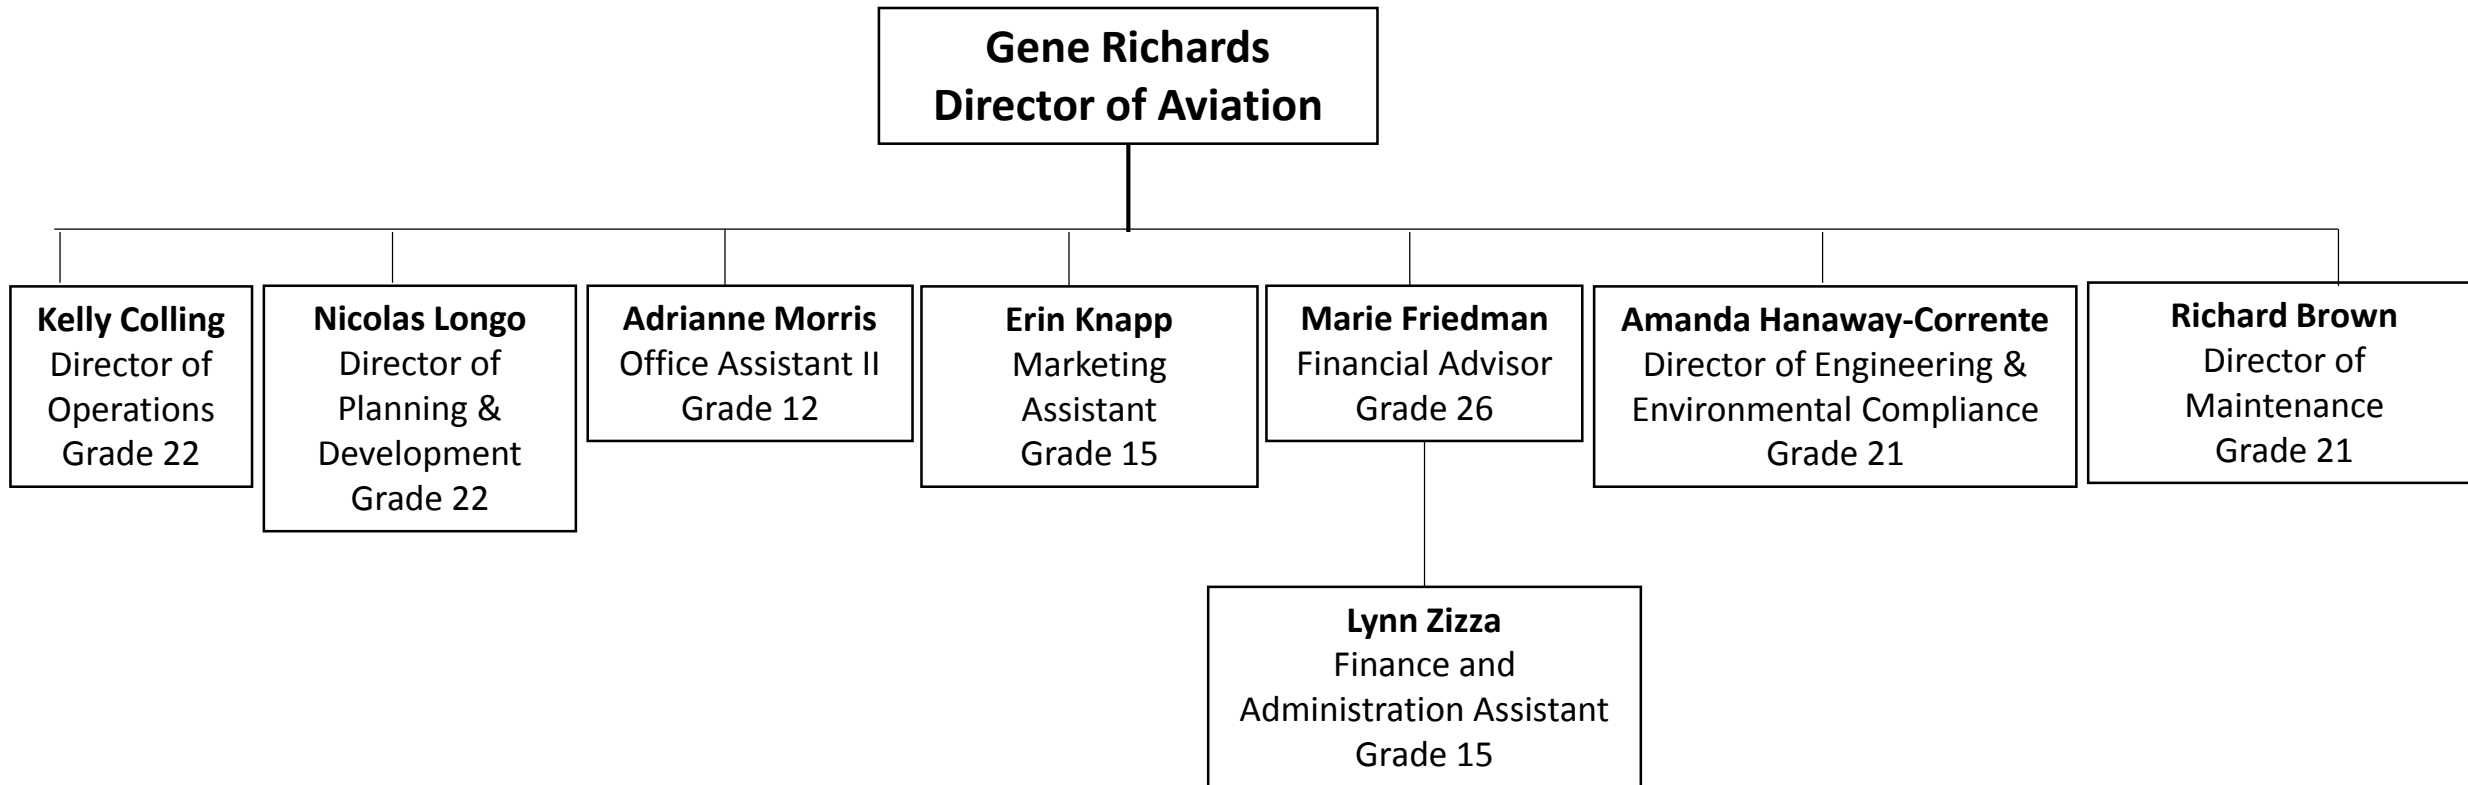 Gene Richards
Director of Aviation
Kelly Colling
Director of
Operations
Grade 22
Nicolas Longo
Director of
Planning &
Development
Grade 22
Adrianne Morris
Office Assistant II
Grade 12
Erin Knapp
Marketing
Assistant
Grade 15
Marie Friedman
Financial Advisor
Grade 26
Amanda Hanaway-Corrente
Director of Engineering &
Environmental Compliance
Grade 21
Richard Brown
Director of
Maintenance
Grade 21
Lynn Zizza
Finance and
Administration Assistant
Grade 15